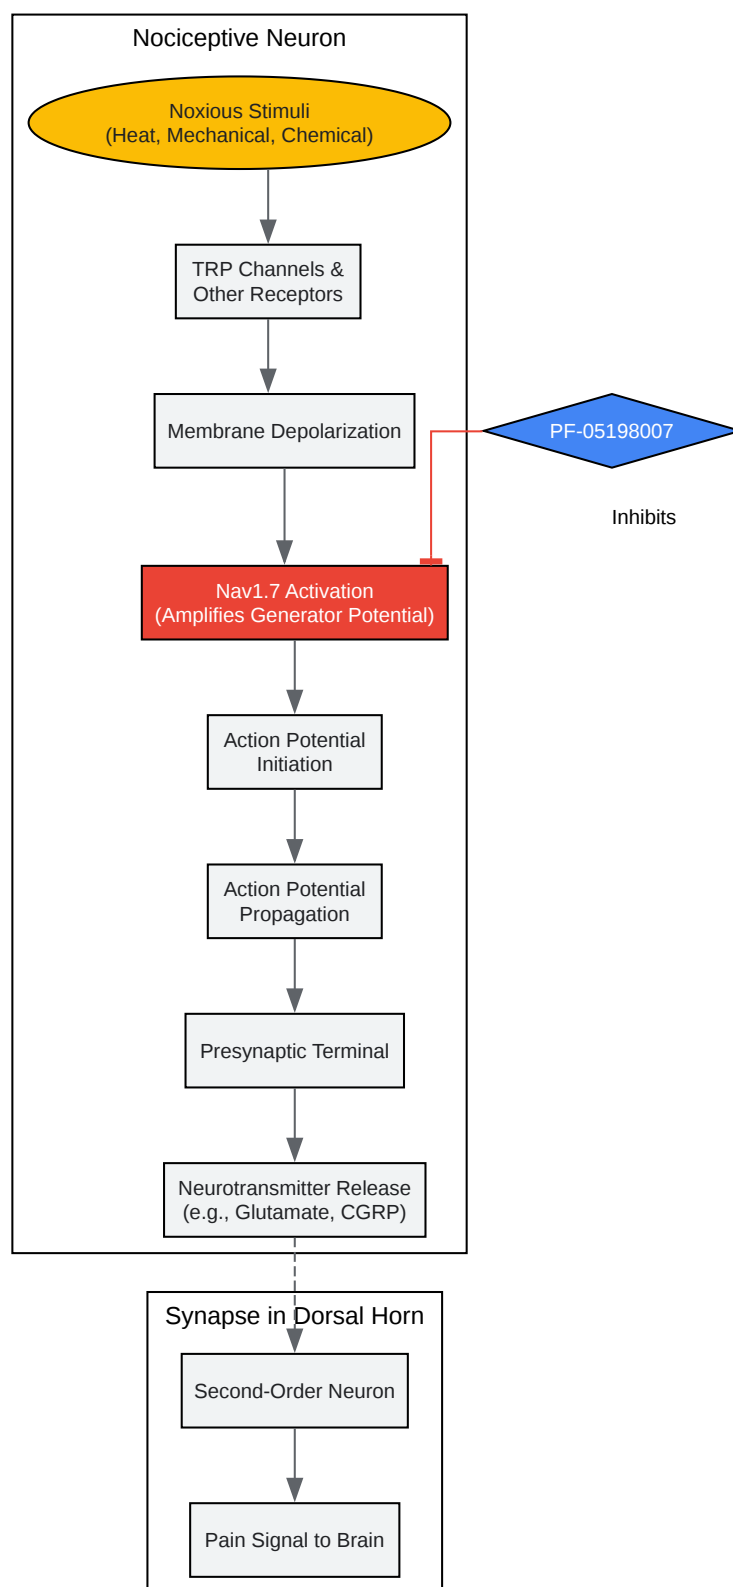 Nociceptive Neuron
Noxious Stimuli
(Heat, Mechanical, Chemical)
TRP Channels &
Other Receptors
Membrane Depolarization
PF-05198007
Inhibits
Nav1.7 Activation
(Amplifies Generator Potential)
Action Potential
Initiation
Action Potential
Propagation
Presynaptic Terminal
Neurotransmitter Release
(e.g., Glutamate, CGRP)
Synapse in Dorsal Horn
Second-Order Neuron
Pain Signal to Brain